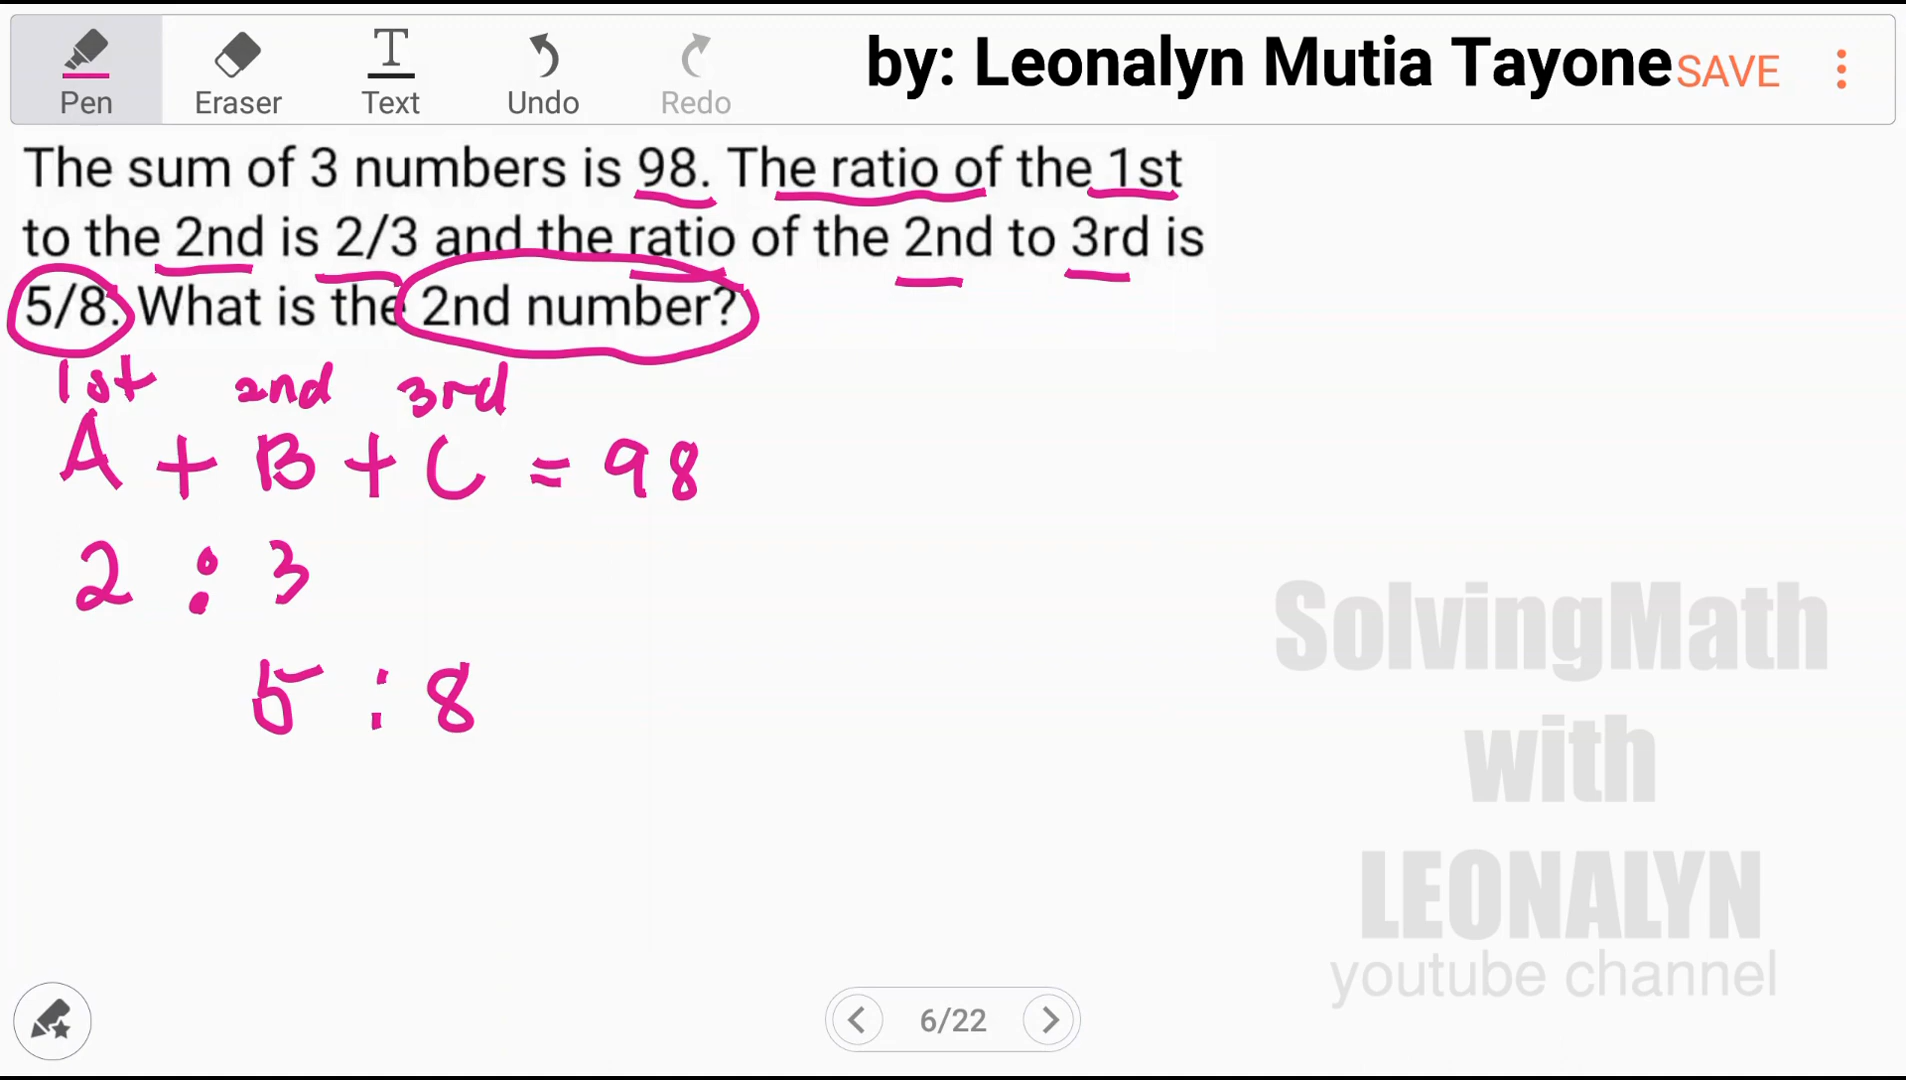 Pen Eraser Text Undo Redo by: Leonalyn Mutia Tayone SAVE
The sum of 3 numbers is 98. The ratio of the 1st
to the 2nd is 2/3 and the ratio of the 2nd to 3rd is
5/8. What is the 2nd number?
1st 2nd 3rd
A + B + C = 98
2 : 3
5 : 8
SolvingMath
with
LEONALYN
youtube channel
6/22